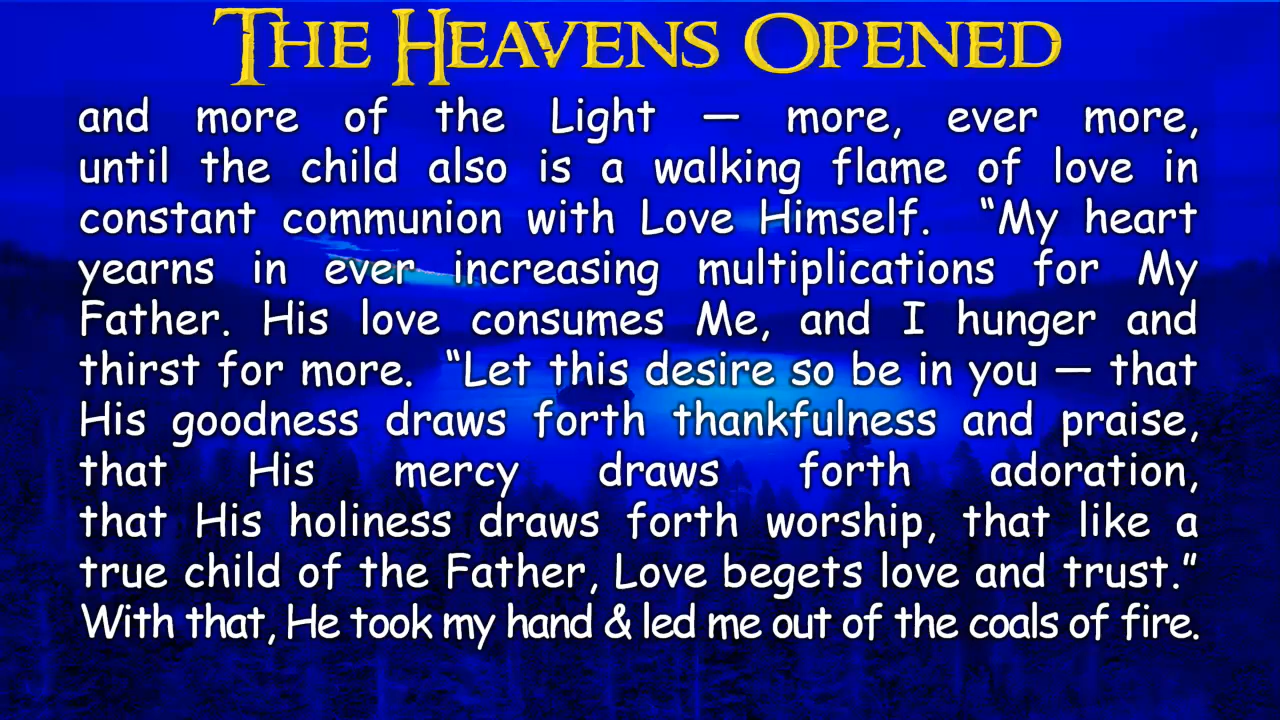 THE HEAVENS OPENED
and more of the Light — more, ever more,
until the child also is a walking flame of love in
constant communion with Love Himself. “My heart
yearns in ever increasing multiplications for My
Father. His love consumes Me, and I hunger and
thirst for more. “Let this desire so be in you — that
His goodness draws forth thankfulness and praise,
that His mercy draws forth adoration,
that His holiness draws forth worship, that like a
true child of the Father, Love begets love and trust.”
With that, He took my hand & led me out of the coals of fire.